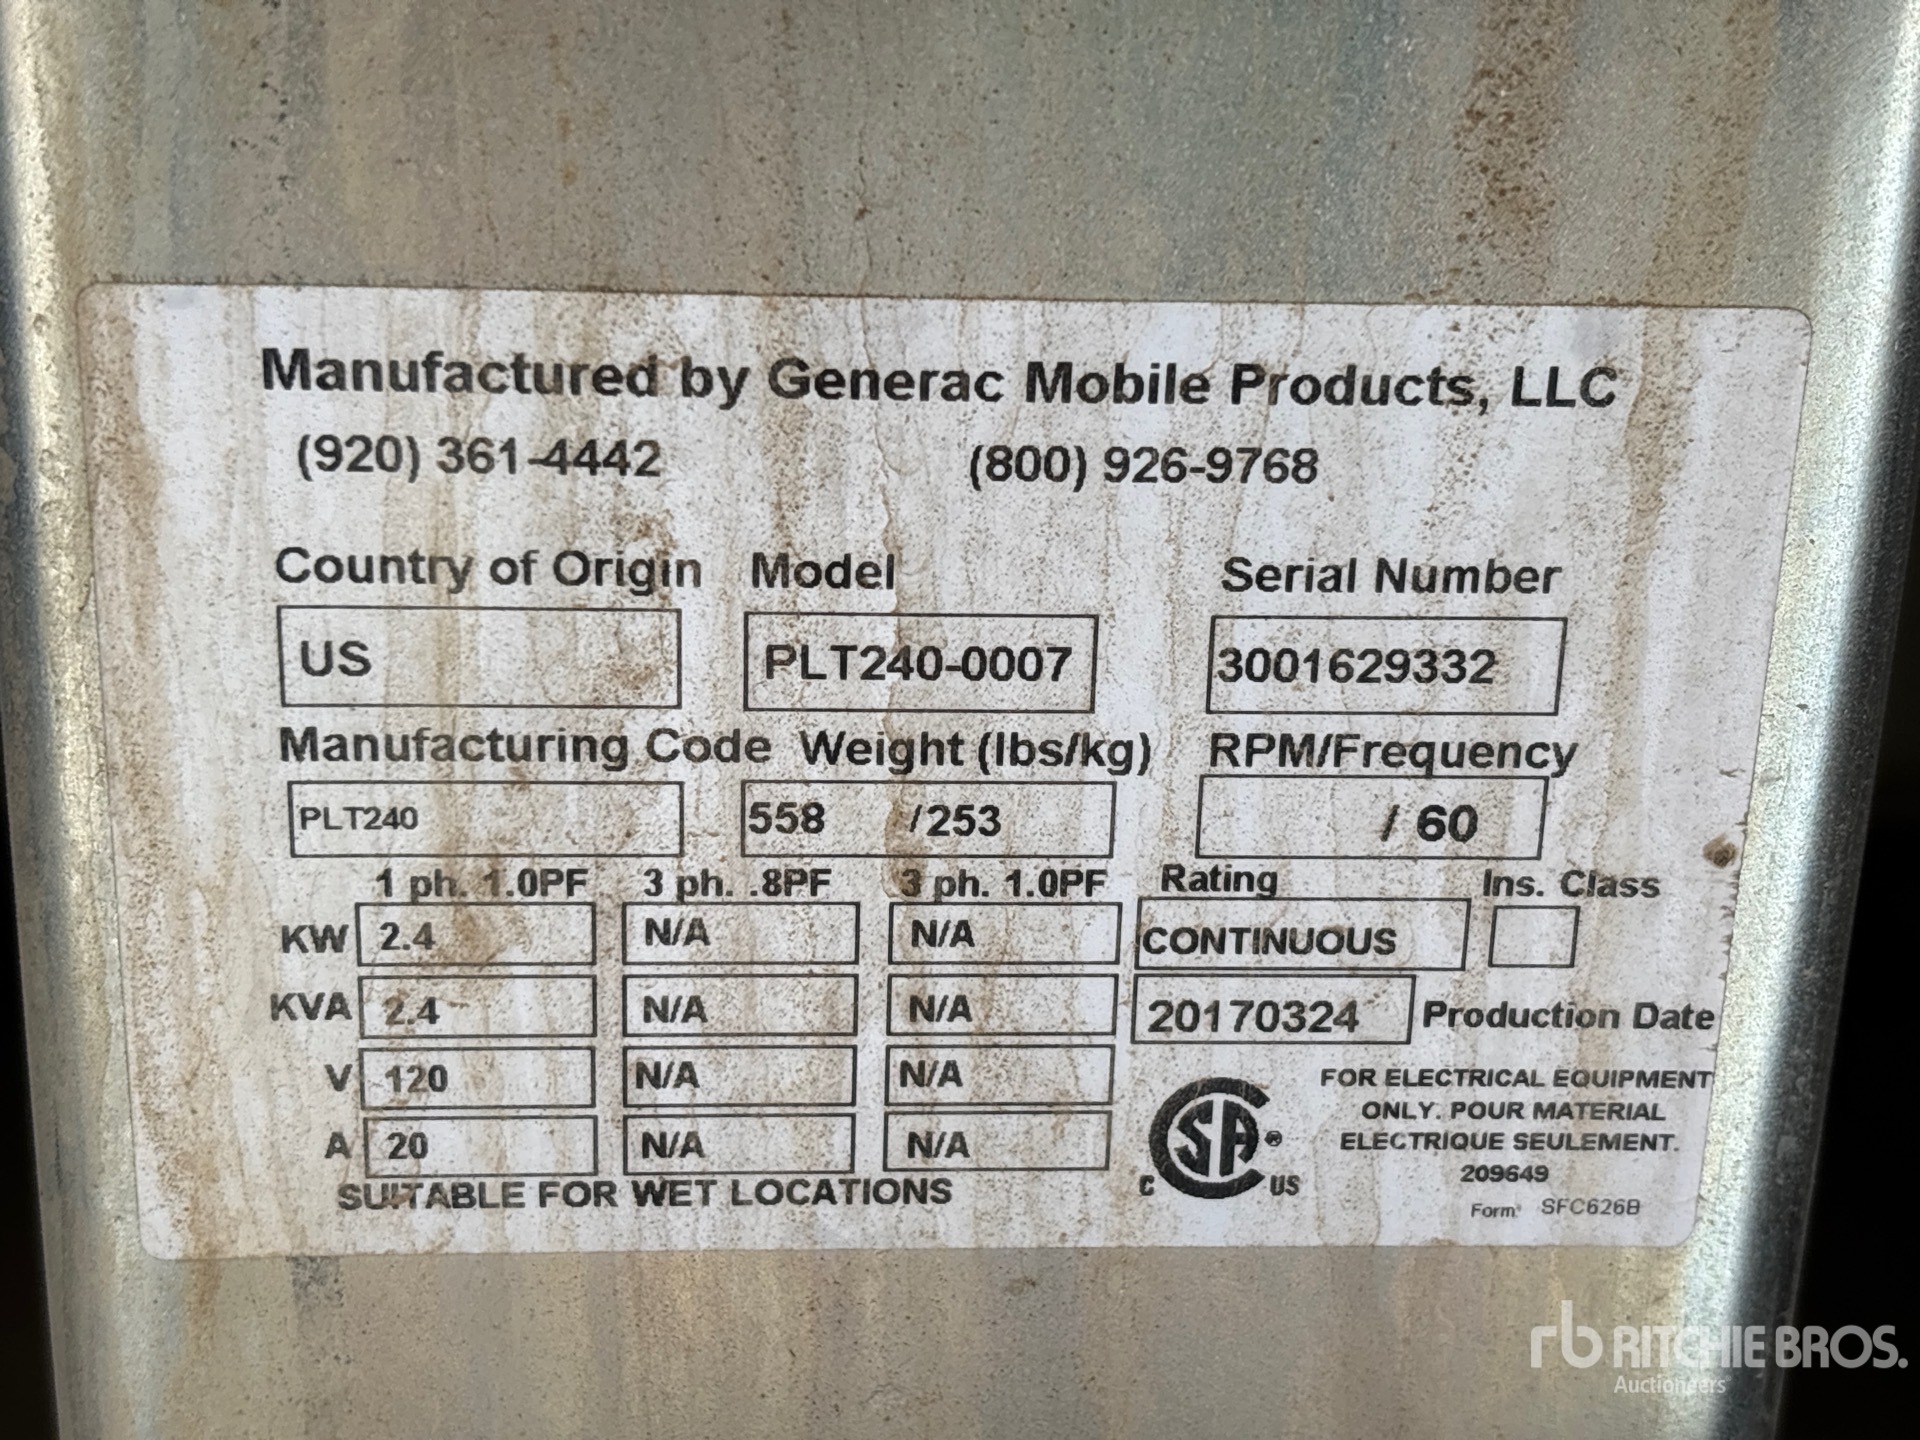 Manufactured by Generac Mobile Products, LLC
(920) 361-4442 (800) 926-9768
Country of Origin Model Serial Number
US PLT240-0007 3001629332
Manufacturing Code Weight (lbs/kg) RPM/Frequency
PLT240 558 /253 / 60
1 ph. 1.0PF 3 ph. .8PF 3 ph. 1.0PF Rating Ins. Class
KW 2.4 N/A N/A CONTINUOUS
KVA 2.4 N/A N/A 20170324 Production Date
V 120 N/A N/A
A 20 N/A N/A
SUITABLE FOR WET LOCATIONS
C SA ® US
FOR ELECTRICAL EQUIPMENT
ONLY. POUR MATERIAL
ELECTRIQUE SEULEMENT.
209649
Form: SFC626B
rb RITCHIE BROS.
Auctioneers